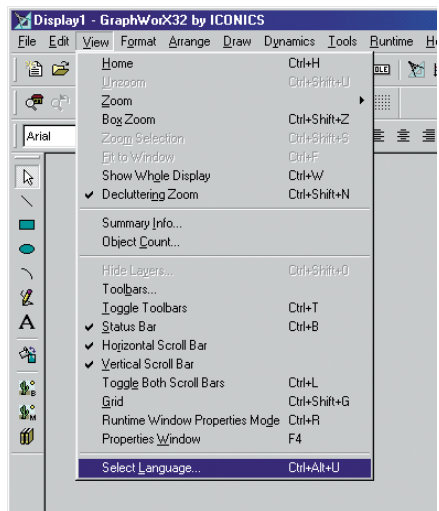 Display1 - GraphWorX32 by ICONICS
File Edit View Format Arrange Draw Dynamics Tools Runtime
Home Ctrl+H
Unzoom Ctrl+Shift+U
Zoom
Box Zoom Ctrl+Shift+Z
Zoom Selection Ctrl+Shift+S
Fit to Window Ctrl+F
Show Whole Display Ctrl+W
Decluttering Zoom Ctrl+Shift+N
Summary Info...
Object Count...
Hide Layers... Ctrl+Shift+0
Toolbars...
Toggle Toolbars Ctrl+T
Status Bar Ctrl+B
Horizontal Scroll Bar
Vertical Scroll Bar
Toggle Both Scroll Bars Ctrl+L
Grid Ctrl+Shift+G
Runtime Window Properties Mode Ctrl+R
Properties Window F4
Select Language... Ctrl+Alt+U
OLE
Arial
A
B
M